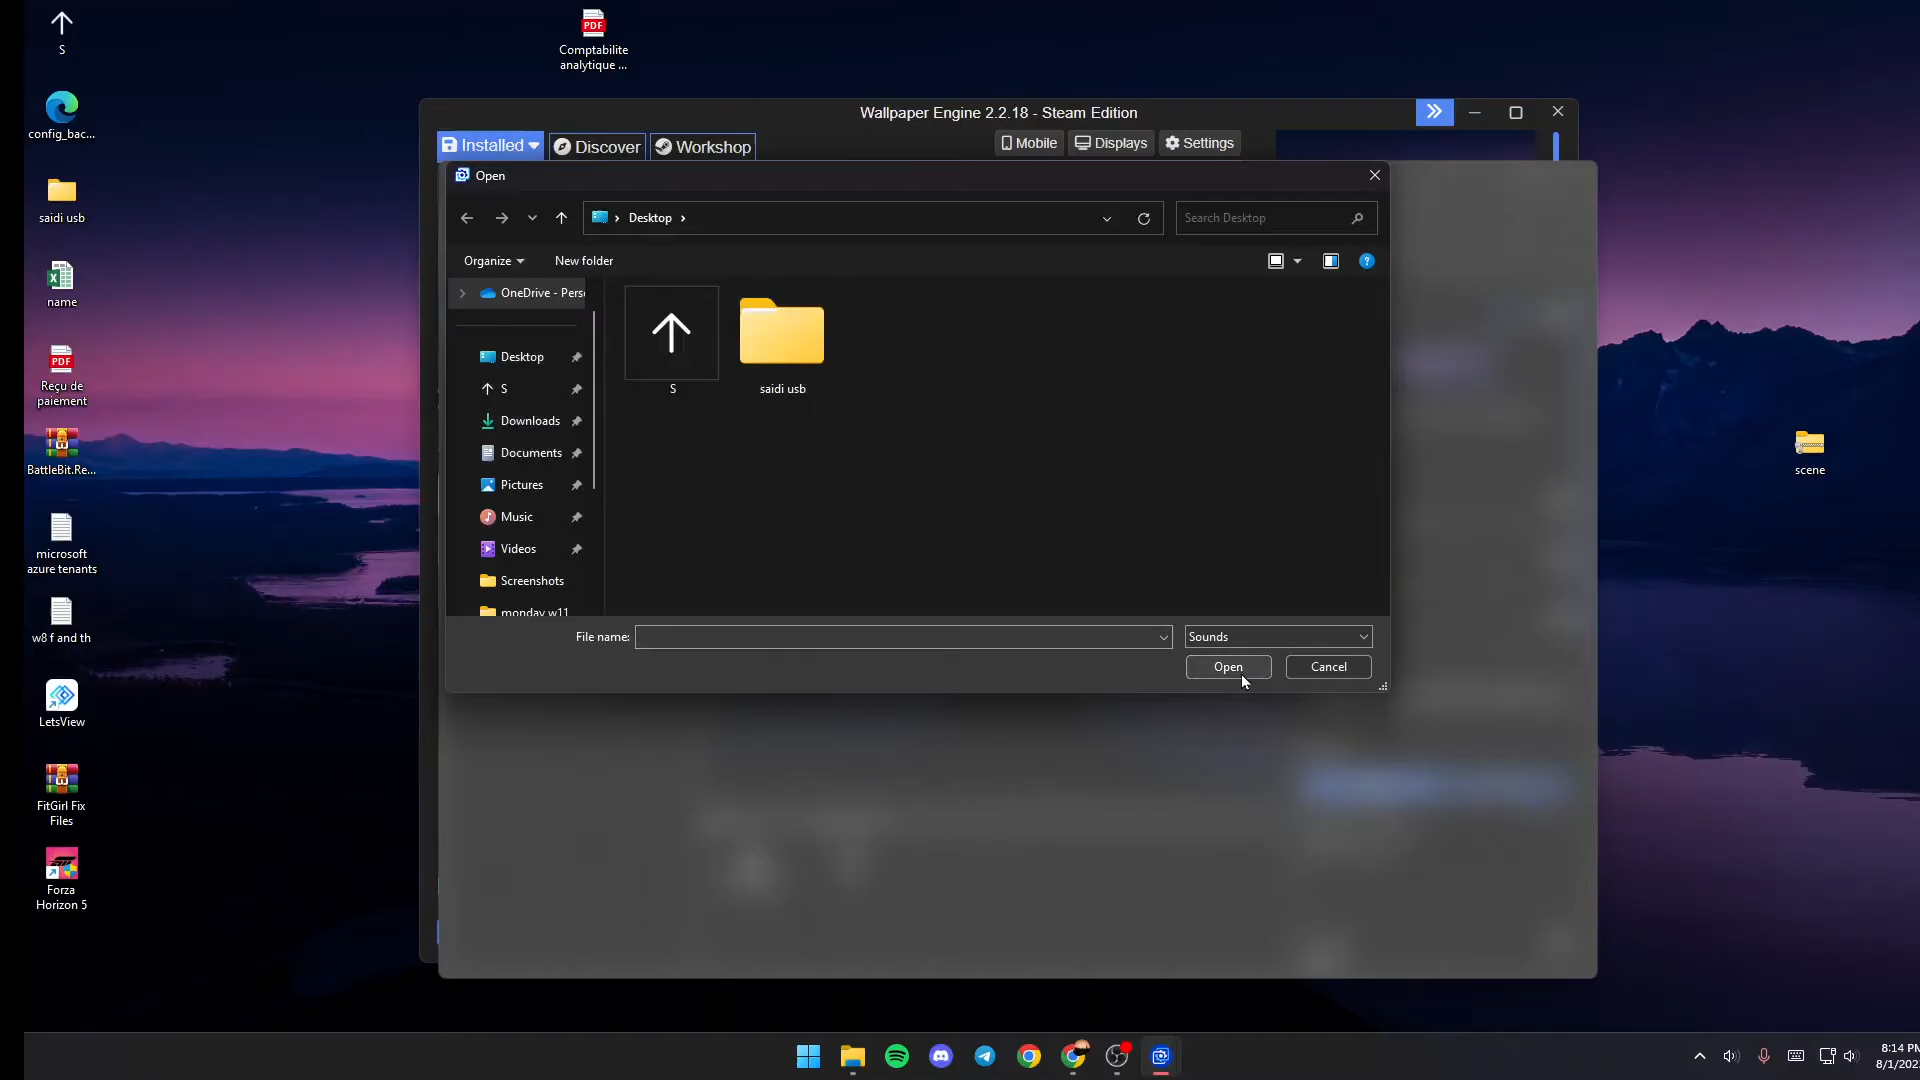 S
config_bac...
saidi usb
name
PDF
Reçu de
paiement
BattleBit.Re...
microsoft
azure tenants
w8 f and th
LetsView
FitGirl Fix
Files
Forza
Horizon 5
PDF
Comptabilite
analytique ...
scene
Wallpaper Engine 2.2.18 - Steam Edition
Installed
Discover
Workshop
Mobile
Displays
Settings
Open
Desktop
Search Desktop
Organize
New folder
OneDrive - Pers
Desktop
S
Downloads
Documents
Pictures
Music
Videos
Screenshots
monday w11
S
saidi usb
File name:
Sounds
Open
Cancel
8:14 PM
8/1/202